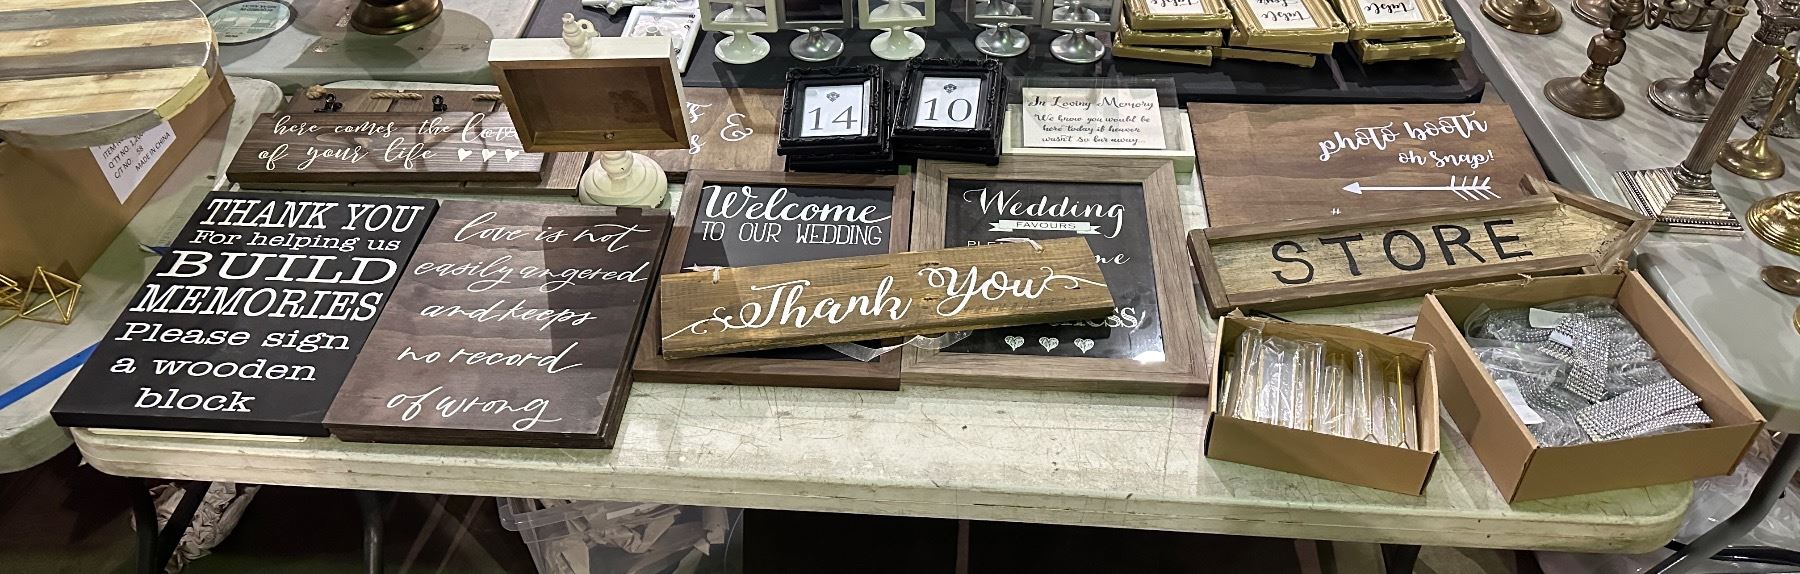 here comes the love
of your life
&
14
10
In Loving Memory
We know you would be
here today if heaven
wasn't so far away...
photo booth
oh snap!
THANK YOU
For helping us
BUILD
MEMORIES
Please sign
a wooden
block
love is not
easily angered
and keeps
no record
of wrong
Welcome
TO OUR WEDDING
Wedding
FAVOURS
Thank You
STORE
MADE IN CHINA